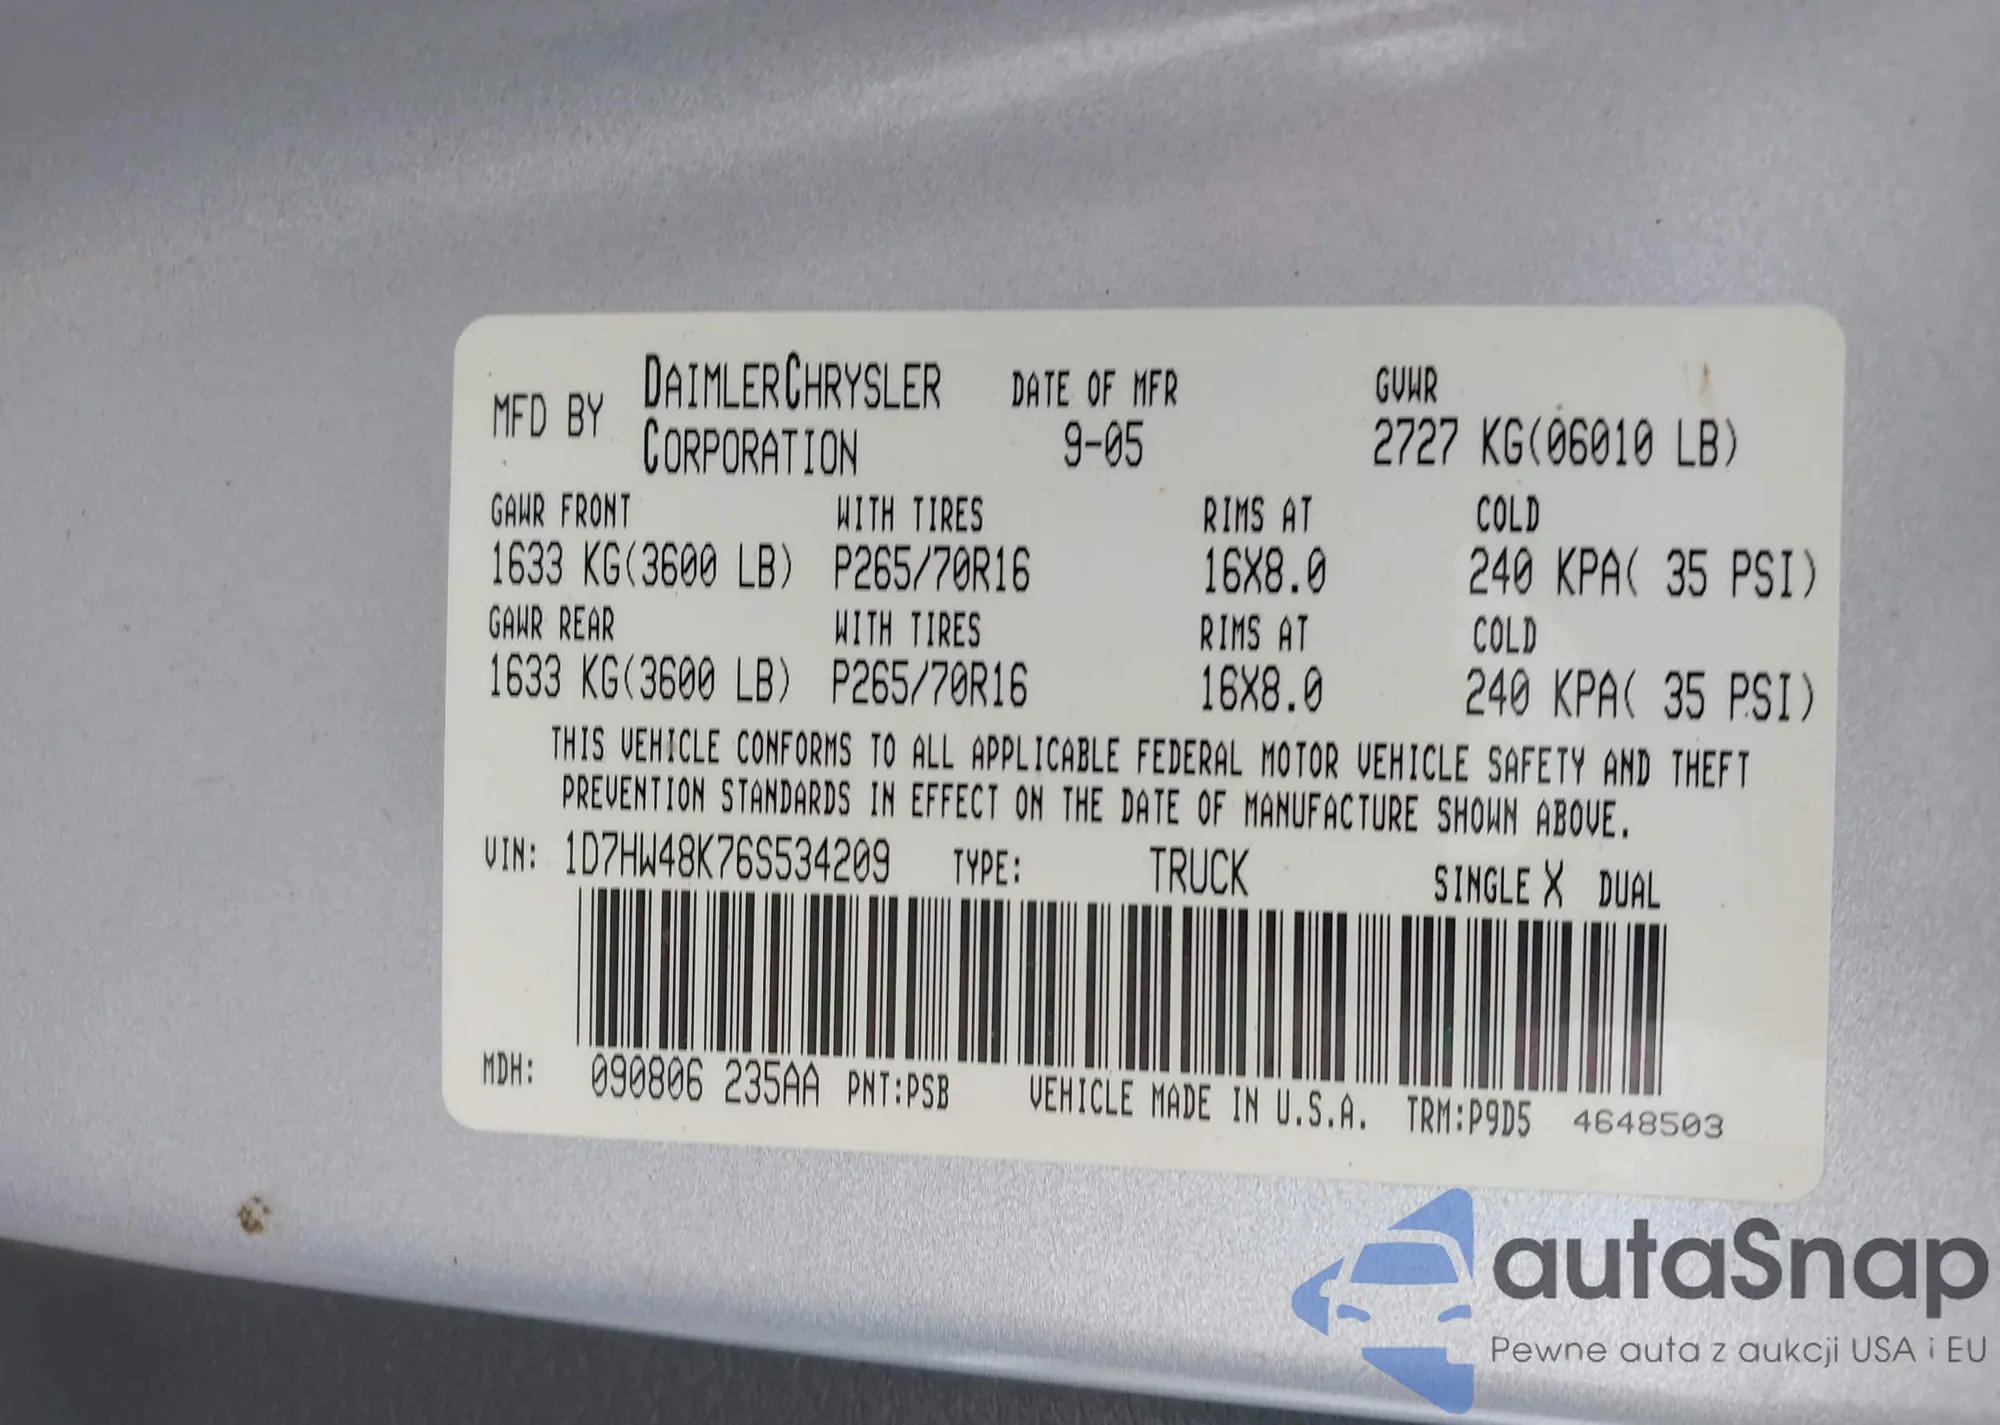 MFD BY DAIMLERCHRYSLER CORPORATION DATE OF MFR 9-05 GVWR 2727 KG(06010 LB)
GAWR FRONT WITH TIRES RIMS AT COLD
1633 KG(3600 LB) P265/70R16 16X8.0 240 KPA( 35 PSI)
GAWR REAR WITH TIRES RIMS AT COLD
1633 KG(3600 LB) P265/70R16 16X8.0 240 KPA( 35 PSI)
THIS VEHICLE CONFORMS TO ALL APPLICABLE FEDERAL MOTOR VEHICLE SAFETY AND THEFT
PREVENTION STANDARDS IN EFFECT ON THE DATE OF MANUFACTURE SHOWN ABOVE.
VIN: 1D7HW48K76S534209 TYPE: TRUCK SINGLE X DUAL
MDH: 090806 235AA PNT:PSB VEHICLE MADE IN U.S.A. TRM:P9D5 4648503
autaSnap
Pewne auta z aukcji USA i EU